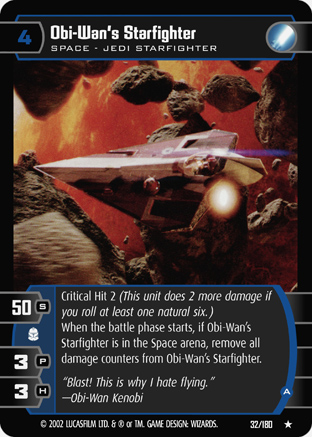 4
Obi-Wan's Starfighter
SPACE - JEDI STARFIGHTER
50 S
3 P
3 H
Critical Hit 2 (This unit does 2 more damage if
you roll at least one natural six.)
When the battle phase starts, if Obi-Wan's
Starfighter is in the Space arena, remove all
damage counters from Obi-Wan's Starfighter.
"Blast! This is why I hate flying."
—Obi-Wan Kenobi
A
© 2002 LUCASFILM LTD. & ® or TM. GAME DESIGN: WIZARDS.
32/180